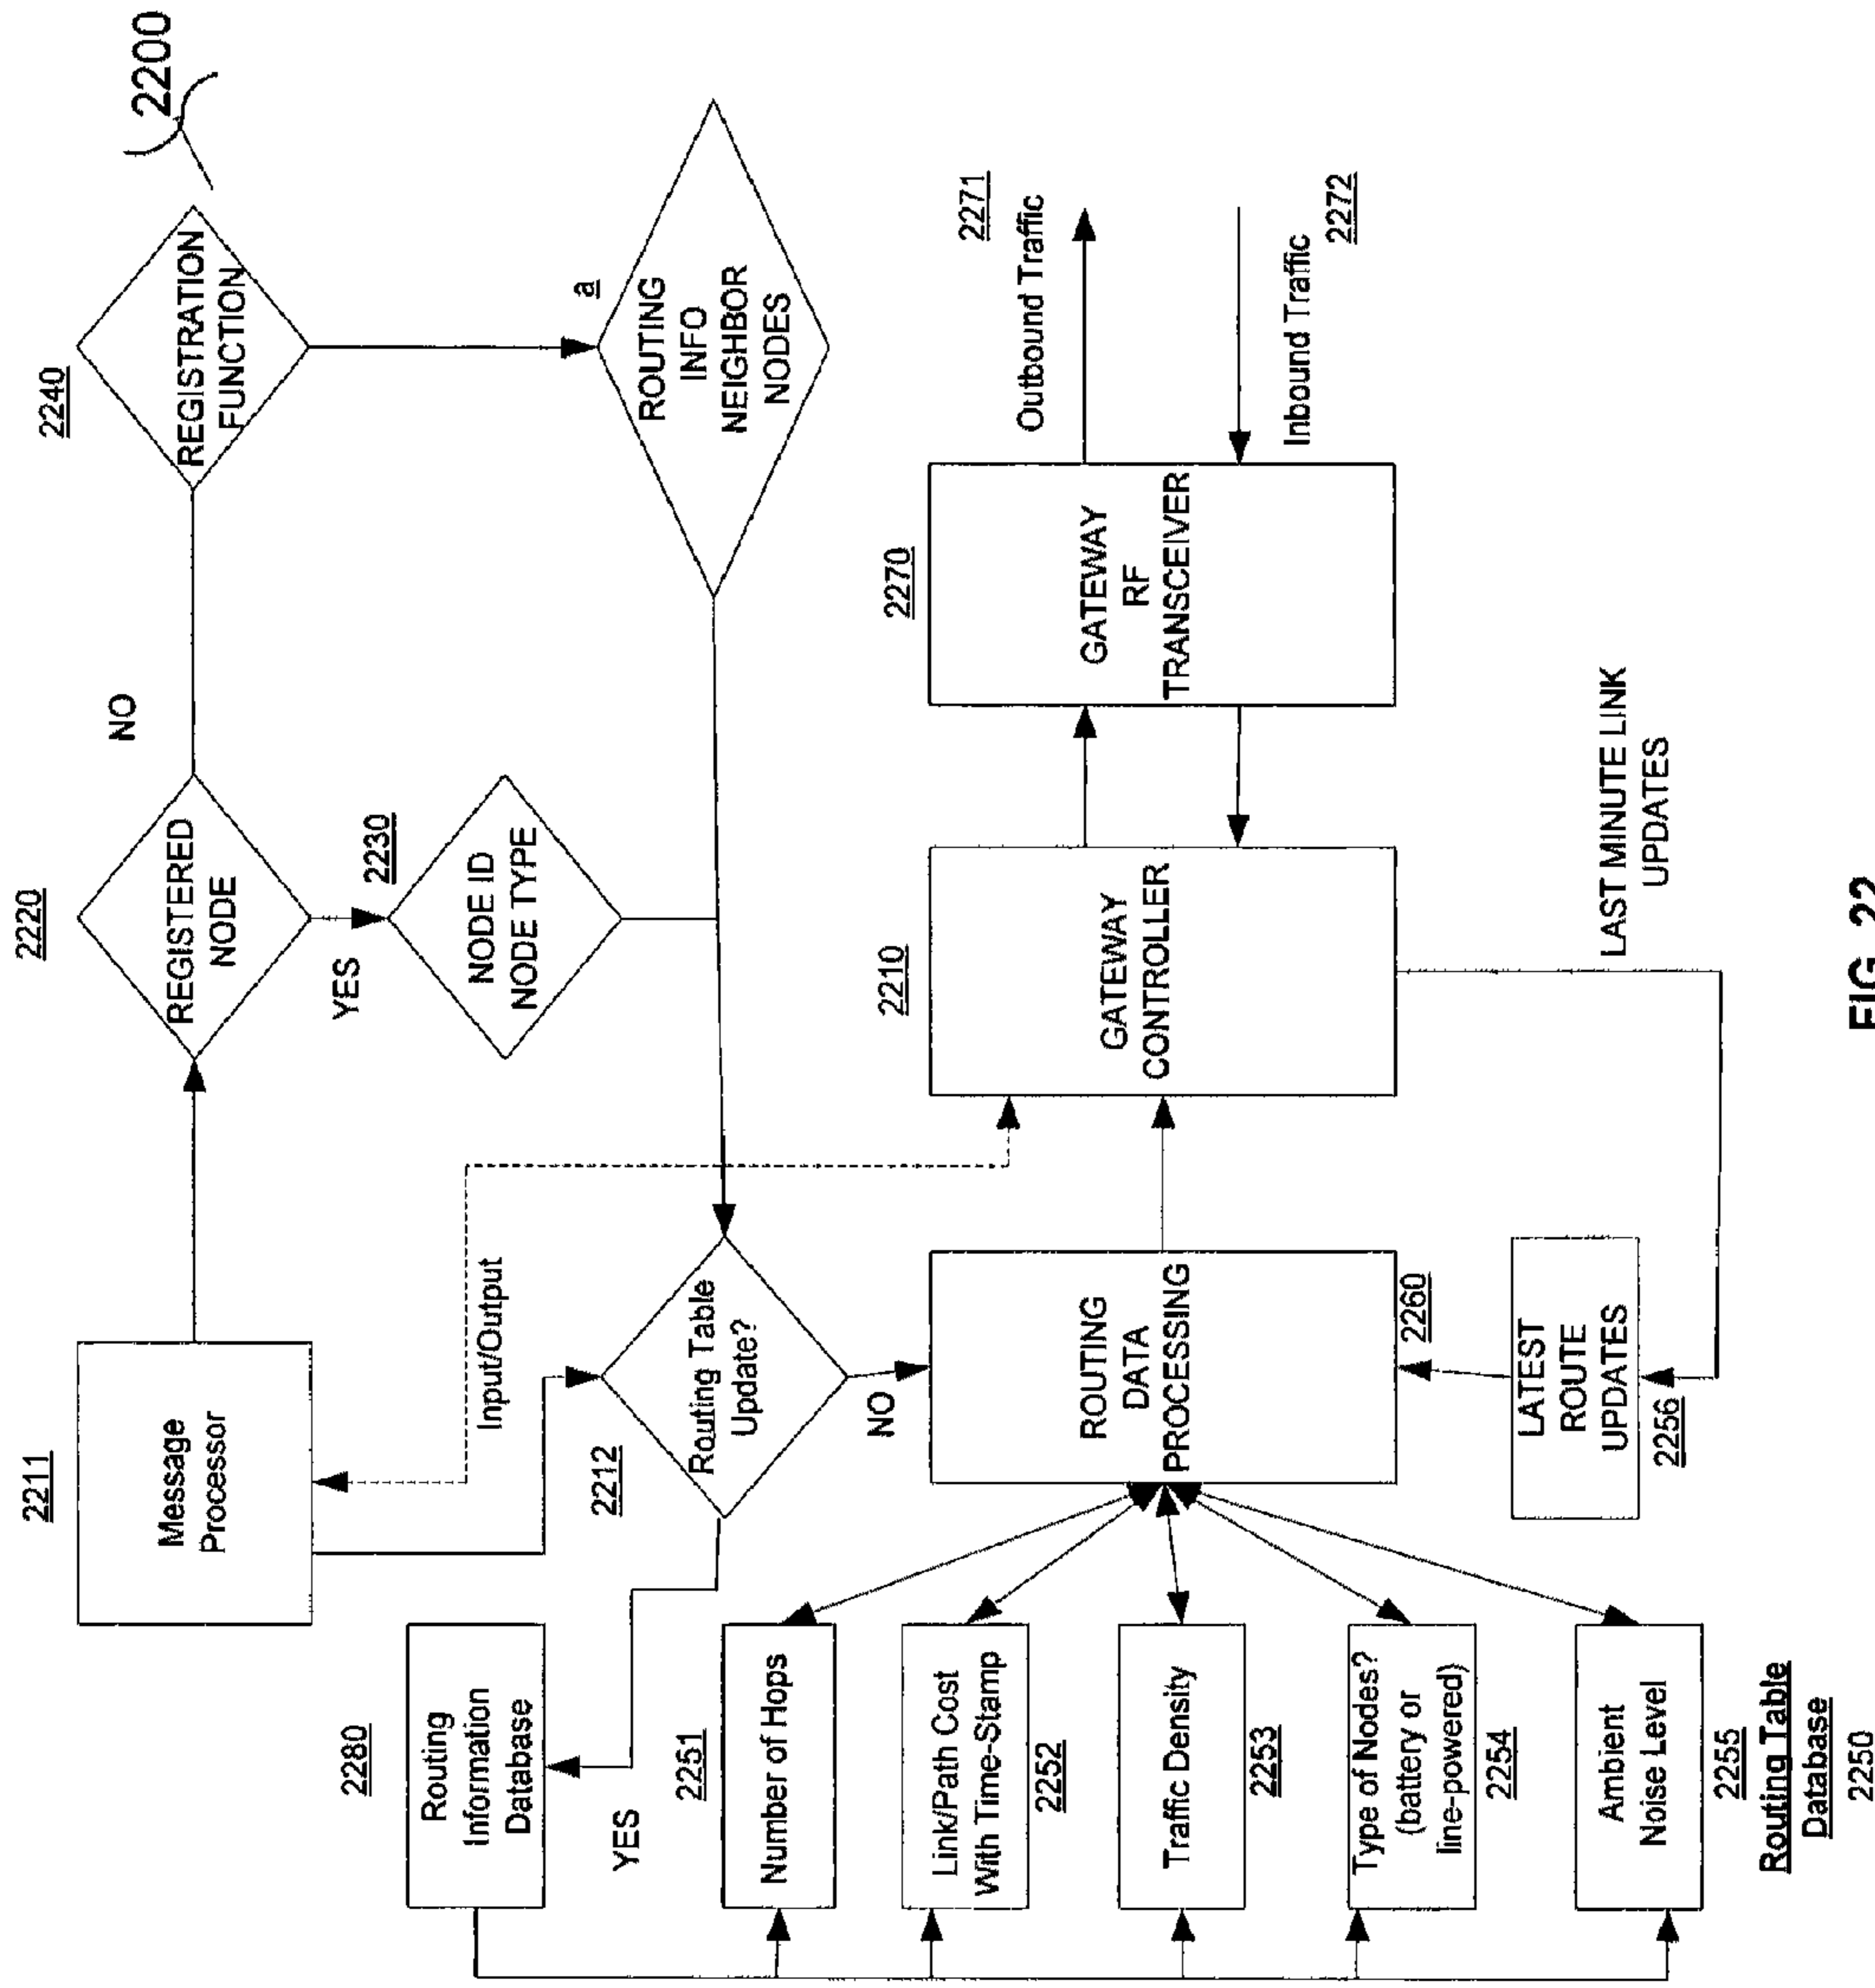 2200
2240
REGISTRATION
FUNCTION
NO
2220
REGISTERED
NODE
YES
2230
NODE ID
NODE TYPE
a
ROUTING
INFO
NEIGHBOR
NODES
2211
Message
Processor
Input/Output
2212
Routing Table
Update?
NO
YES
2280
Routing
Information
Database
2251
Number of Hops
Link/Path Cost
With Time-Stamp
2252
Traffic Density
2253
Type of Nodes?
(battery or
line-powered)
2254
Ambient
Noise Level
2255
Routing Table
Database
2250
ROUTING
DATA
PROCESSING
2260
LATEST
ROUTE
UPDATES
2256
2210
GATEWAY
CONTROLLER
LAST MINUTE LINK
UPDATES
2270
GATEWAY
RF
TRANSCEIVER
2271
Outbound Traffic
Inbound Traffic
2272
FIG. 22